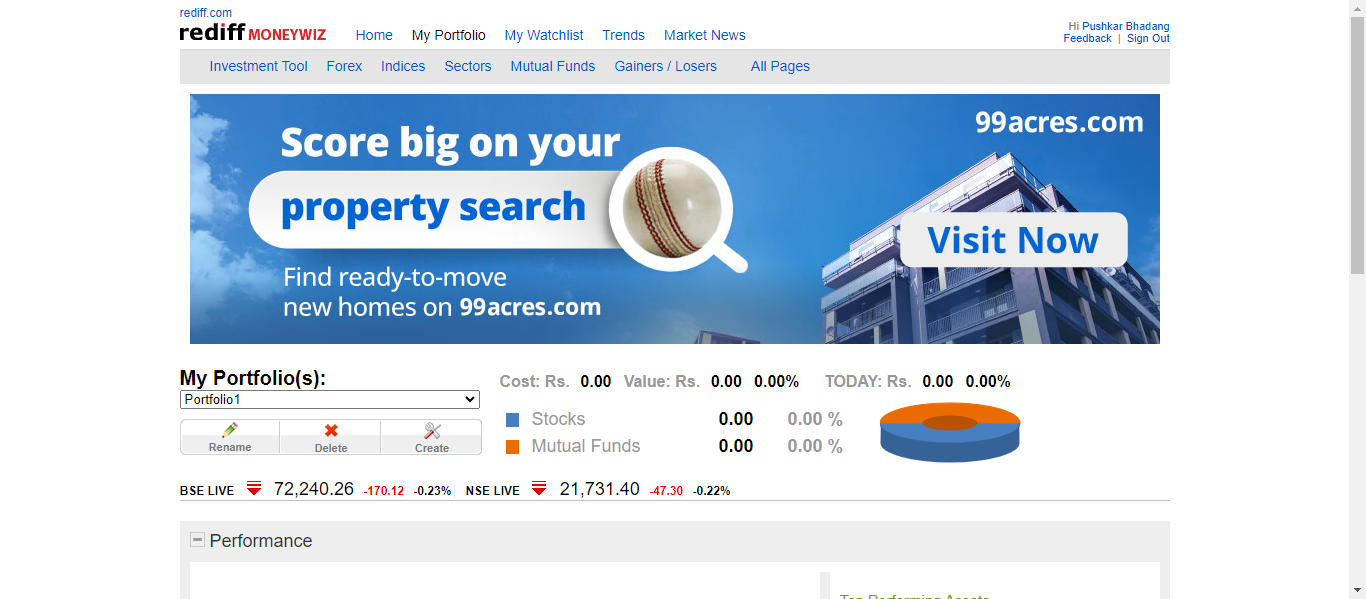 rediff.com
rediff MONEYWIZ Home My Portfolio My Watchlist Trends Market News
Hi Pushkar Bhadang
Feedback | Sign Out
Investment Tool Forex Indices Sectors Mutual Funds Gainers / Losers All Pages
99acres.com
Score big on your
property search
Visit Now
Find ready-to-move
new homes on 99acres.com
My Portfolio(s):
Portfolio1
Rename Delete Create
Cost: Rs. 0.00 Value: Rs. 0.00 0.00% TODAY: Rs. 0.00 0.00%
Stocks 0.00 0.00 %
Mutual Funds 0.00 0.00 %
BSE LIVE 72,240.26 -170.12 -0.23% NSE LIVE 21,731.40 -47.30 -0.22%
Performance
Top Performing Assets